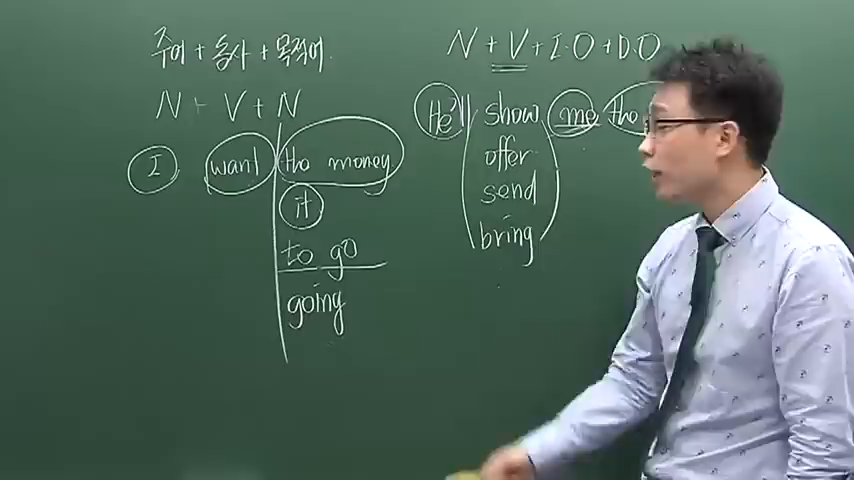 주어 + 동사 + 목적어.
N + V + N
I want the money
it
to go
going
N + V + I·O + D·O
He'll show me the
offer
send
bring